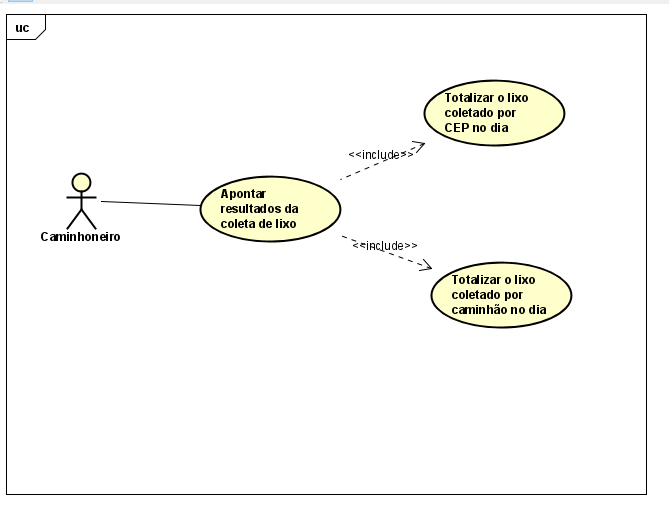 uc
Totalizar o lixo
coletado por
CEP no dia
<<include>>
Apontar
resultados da
coleta de lixo
Caminhoneiro
<<include>>
Totalizar o lixo
coletado por
caminhão no dia